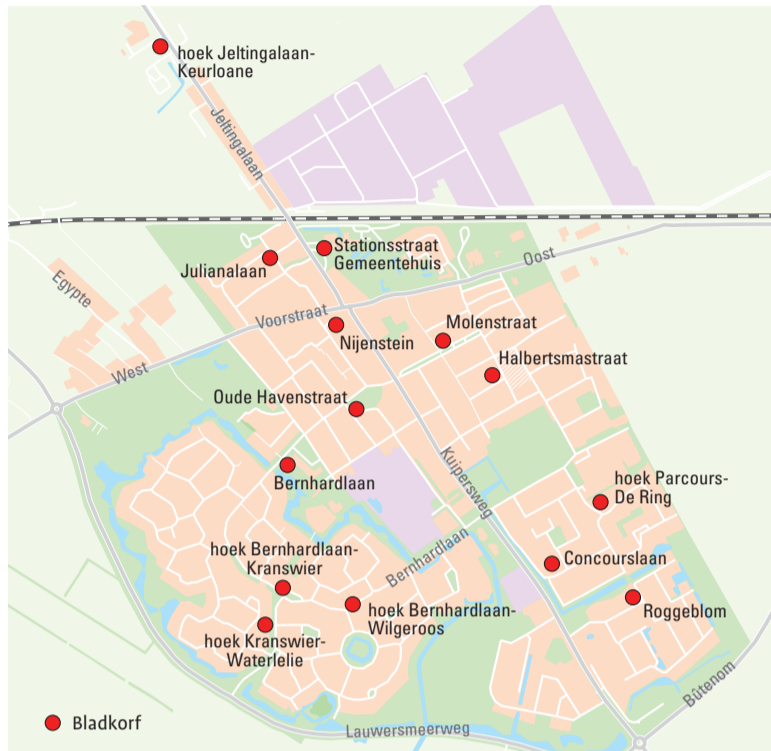 hoek Jeltingalaan-
Keurloane
Jeltingalaan
Stationsstraat
Gemeentehuis
Julianalaan
Oost
Egypte
Voorstraat
Molenstraat
Nijenstein
Halbertsmastraat
West
Oude Havenstraat
Kuipersweg
hoek Parcours-
De Ring
Bernhardlaan
Bernhardlaan
Concourslaan
hoek Bernhardlaan-
Kranswier
hoek Bernhardlaan-
Wilgeroos
Roggeblom
hoek Kranswier-
Waterlelie
Bûtenom
Bladkorf
Lauwersmeerweg